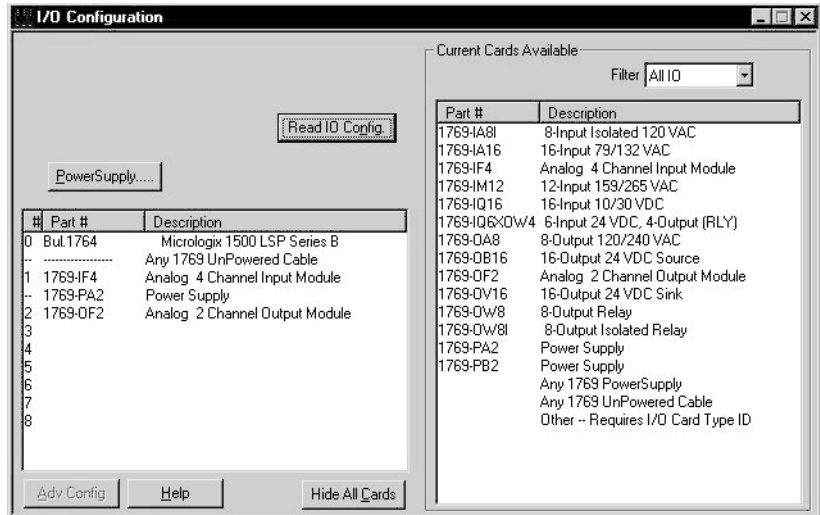 I/O Configuration
Read IO Config.
PowerSupply.....
# Part # Description
0 Bul.1764 Micrologix 1500 LSP Series B
-- ----------------- Any 1769 UnPowered Cable
1 1769-IF4 Analog 4 Channel Input Module
-- 1769-PA2 Power Supply
2 1769-OF2 Analog 2 Channel Output Module
3
4
5
6
7
8
Adv Config Help Hide All Cards
Current Cards Available
Filter All IO
Part # Description
1769-IA8I 8-Input Isolated 120 VAC
1769-IA16 16-Input 79/132 VAC
1769-IF4 Analog 4 Channel Input Module
1769-IM12 12-Input 159/265 VAC
1769-IQ16 16-Input 10/30 VDC
1769-IQ6XOW4 6-Input 24 VDC, 4-Output (RLY)
1769-OA8 8-Output 120/240 VAC
1769-OB16 16-Output 24 VDC Source
1769-OF2 Analog 2 Channel Output Module
1769-OV16 16-Output 24 VDC Sink
1769-OW8 8-Output Relay
1769-OW8I 8-Output Isolated Relay
1769-PA2 Power Supply
1769-PB2 Power Supply
Any 1769 PowerSupply
Any 1769 UnPowered Cable
Other -- Requires I/O Card Type ID